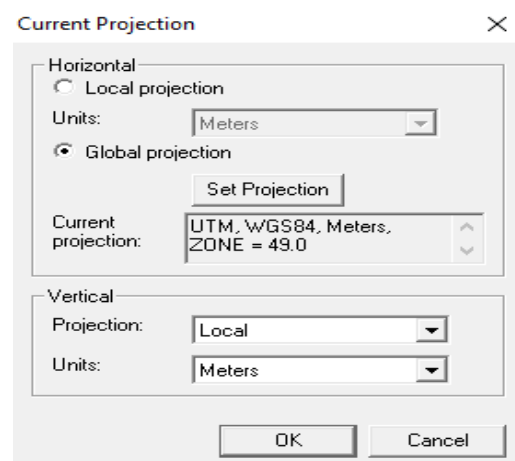 Current Projection
Horizontal
Local projection
Units: Meters
Global projection
Set Projection
Current projection:
UTM, WGS84, Meters,
ZONE = 49.0
Vertical
Projection: Local
Units: Meters
OK Cancel